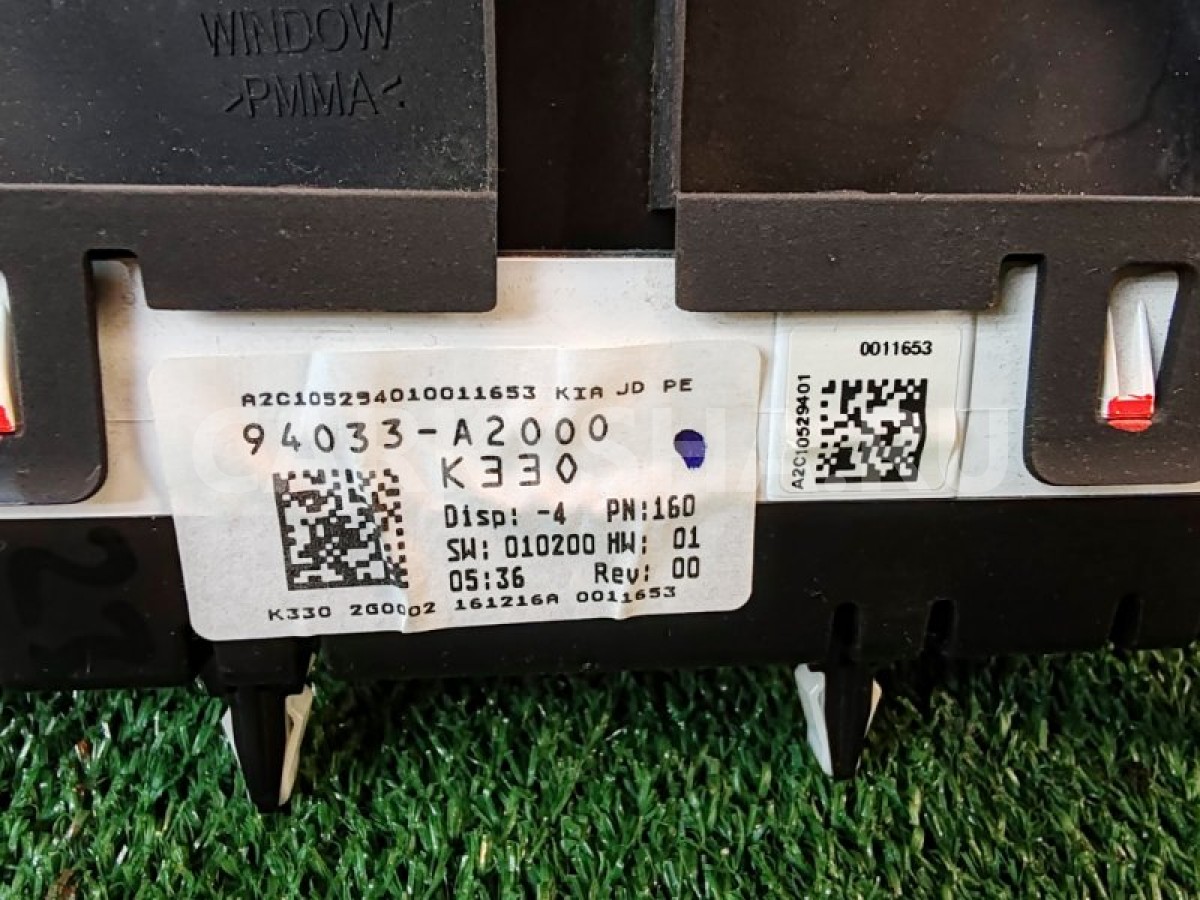 WINDOW
>PMMA<
A2C105294010011653 KIA JD PE
94033-A2000
K330
Disp: -4 PN:160
SW: 010200 HW: 01
05:36 Rev: 00
K330 2G0002 161216A 0011653
0011653
A2C10529401